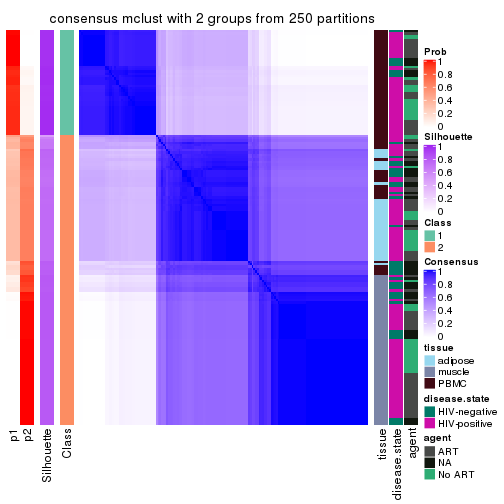 consensus mclust with 2 groups from 250 partitions
Prob
1
0.8
0.6
0.4
0.2
0
Silhouette
1
0.8
0.6
0.4
0.2
0
Class
1
2
Consensus
1
0.8
0.6
0.4
0.2
0
tissue
adipose
muscle
PBMC
disease.state
HIV-negative
HIV-positive
agent
ART
NA
No ART
p1
p2
Silhouette
Class
tissue
disease.state
agent